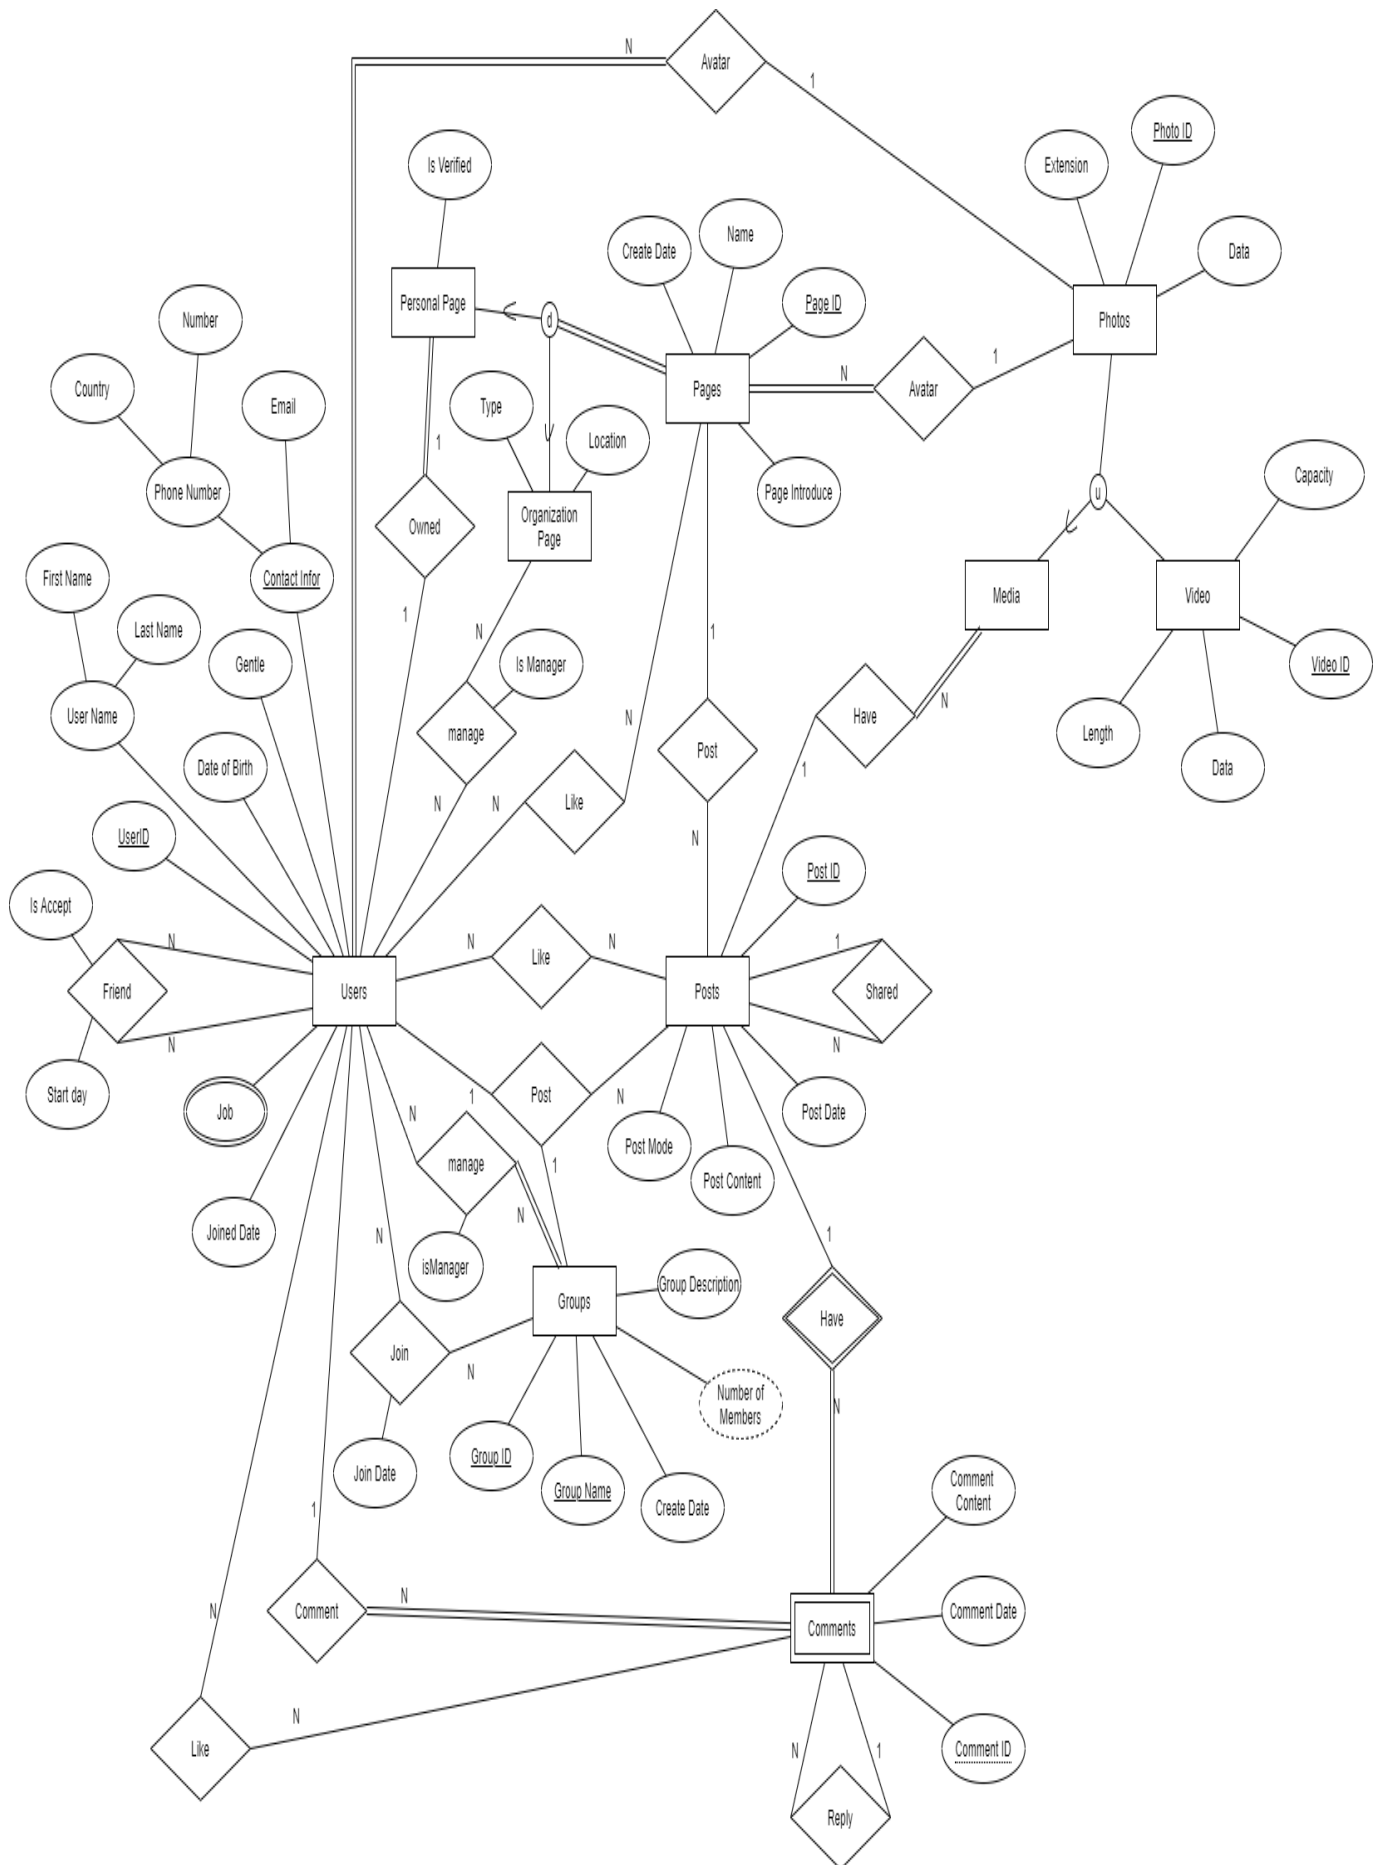 N
Avatar
1
Photo ID
Is Verified
Extension
Name
Create Date
Data
Page ID
Personal Page
d
Number
Photos
1
Country
N
Pages
Avatar
Email
Type
1
Location
Capacity
Phone Number
Page Introduce
u
Owned
Organization
Page
First Name
Contact Infor
Media
Video
1
Last Name
N
1
Gentle
Is Manager
Video ID
User Name
N
Have
N
manage
Length
Post
Date of Birth
1
Data
N
N
Like
UserID
N
Post ID
Is Accept
N
N
N
1
Like
Friend
Users
Posts
Shared
N
N
Start day
1
Post
N
Job
N
Post Date
Post Mode
manage
1
Post Content
N
Joined Date
N
1
isManager
Group Description
Groups
Have
Join
N
Number of
Members
N
Group ID
Join Date
Comment
Content
Group Name
Create Date
1
N
Comment
N
Comment Date
Comments
N
Like
N
N
1
Comment ID
Reply